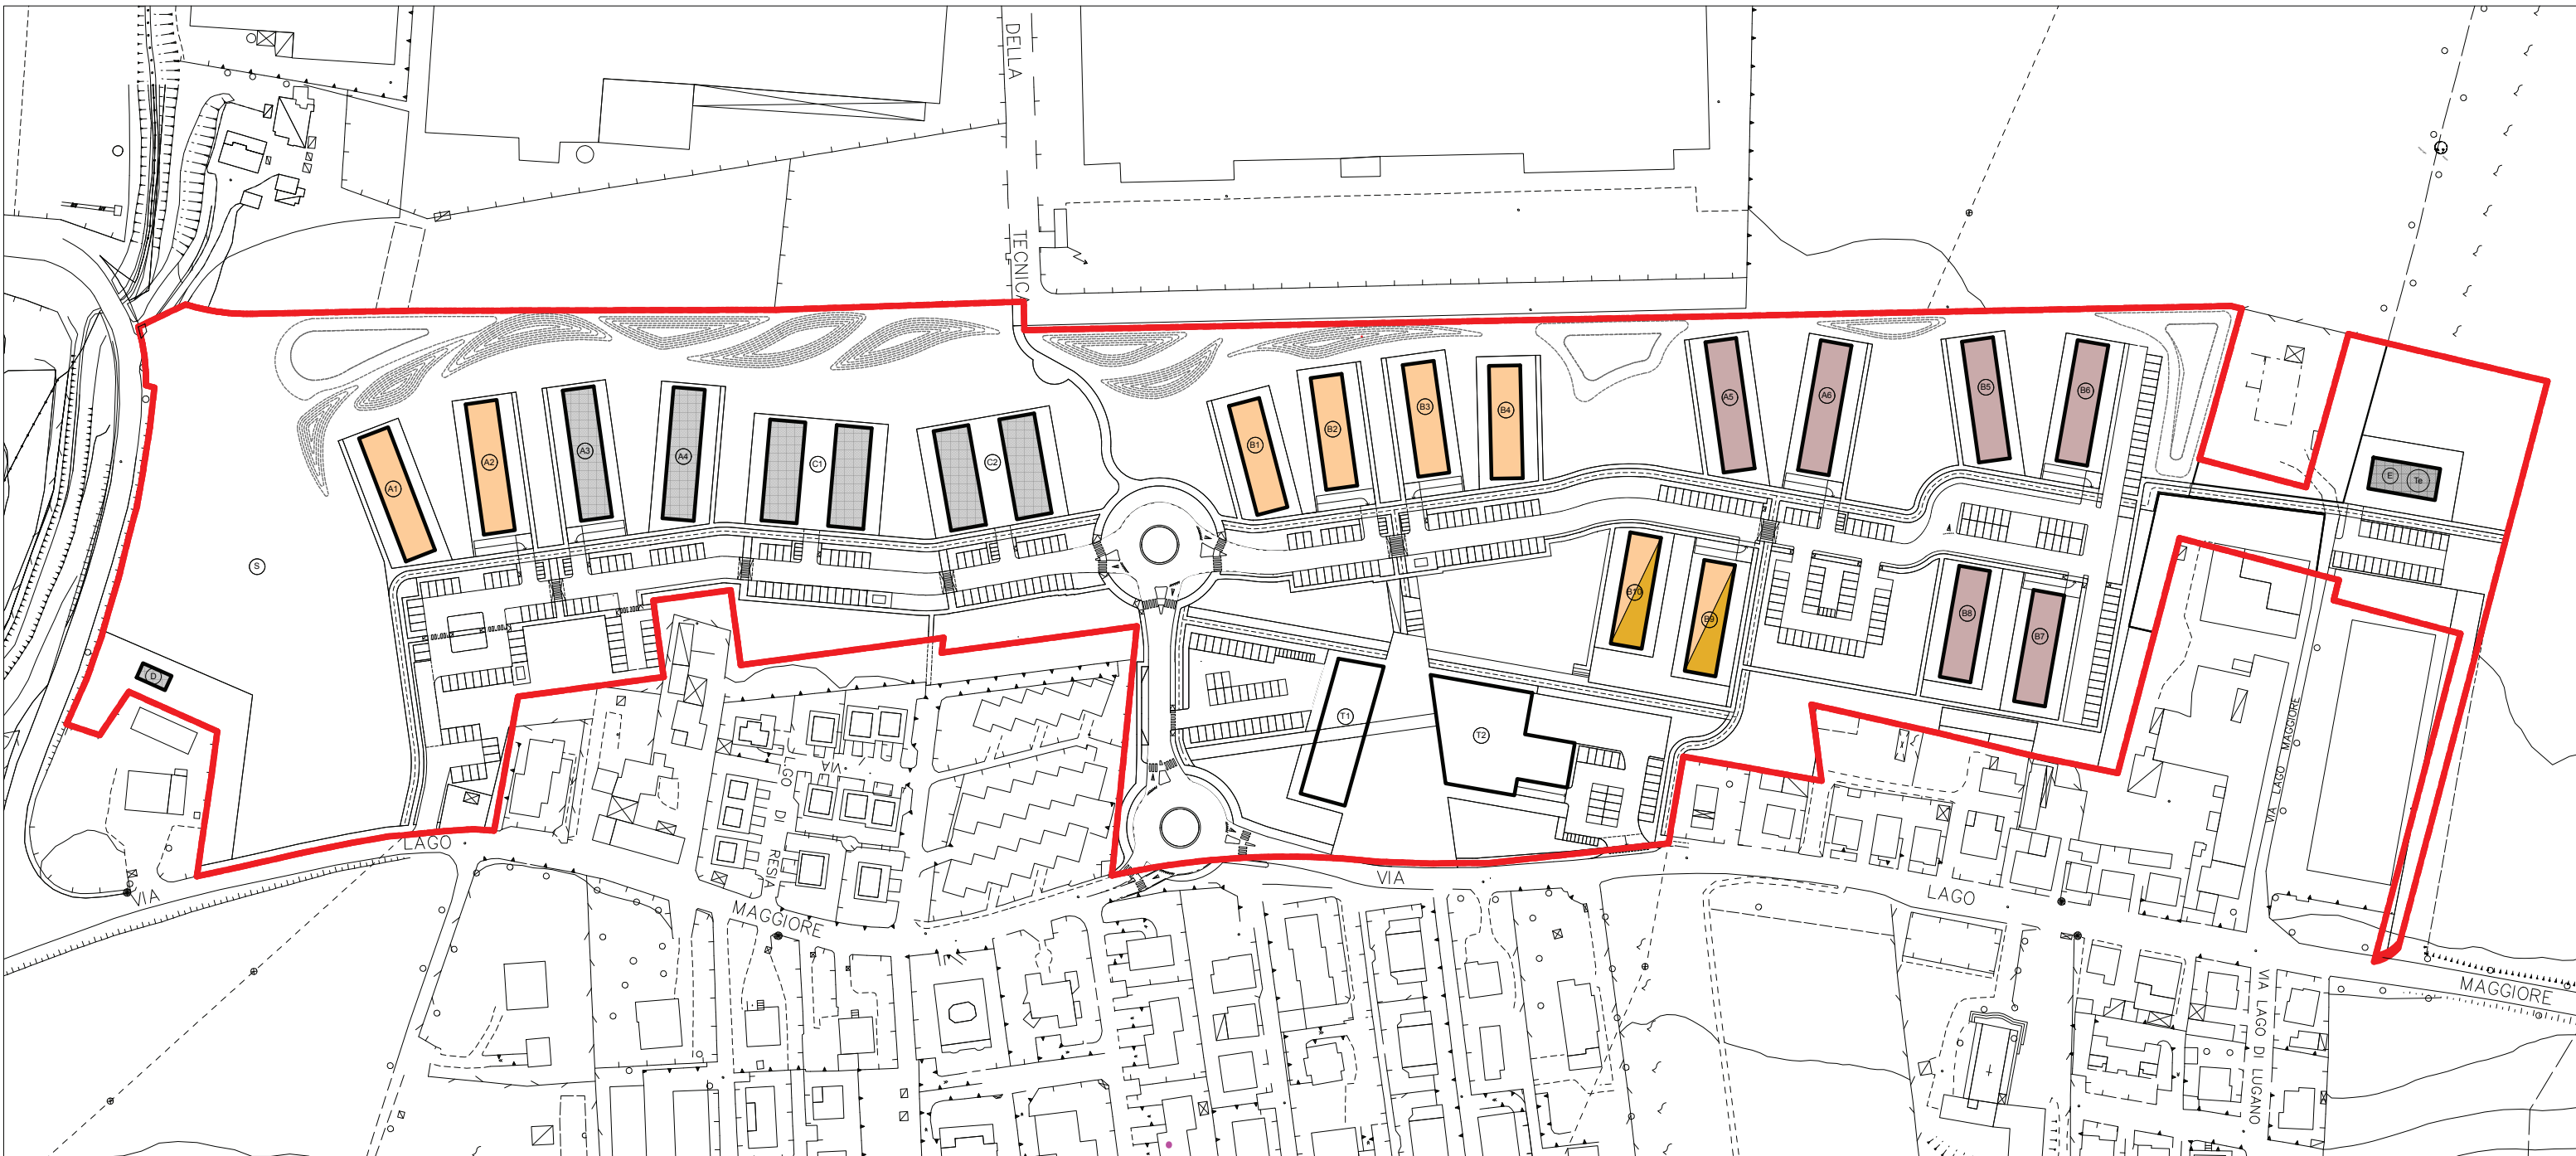 DELLA
TECNICA
A1
A2
A3
A4
C1
C2
B1
B2
B3
B4
A5
A6
B5
B6
E
Te
S
D
B10
B9
B8
B7
T1
T2
VIA
LAGO
VIA
LAGO
DI
RESIA
MAGGIORE
VIA
LAGO
VIA LAGO MAGGIORE
MAGGIORE
VIA LAGO DI LUGANO